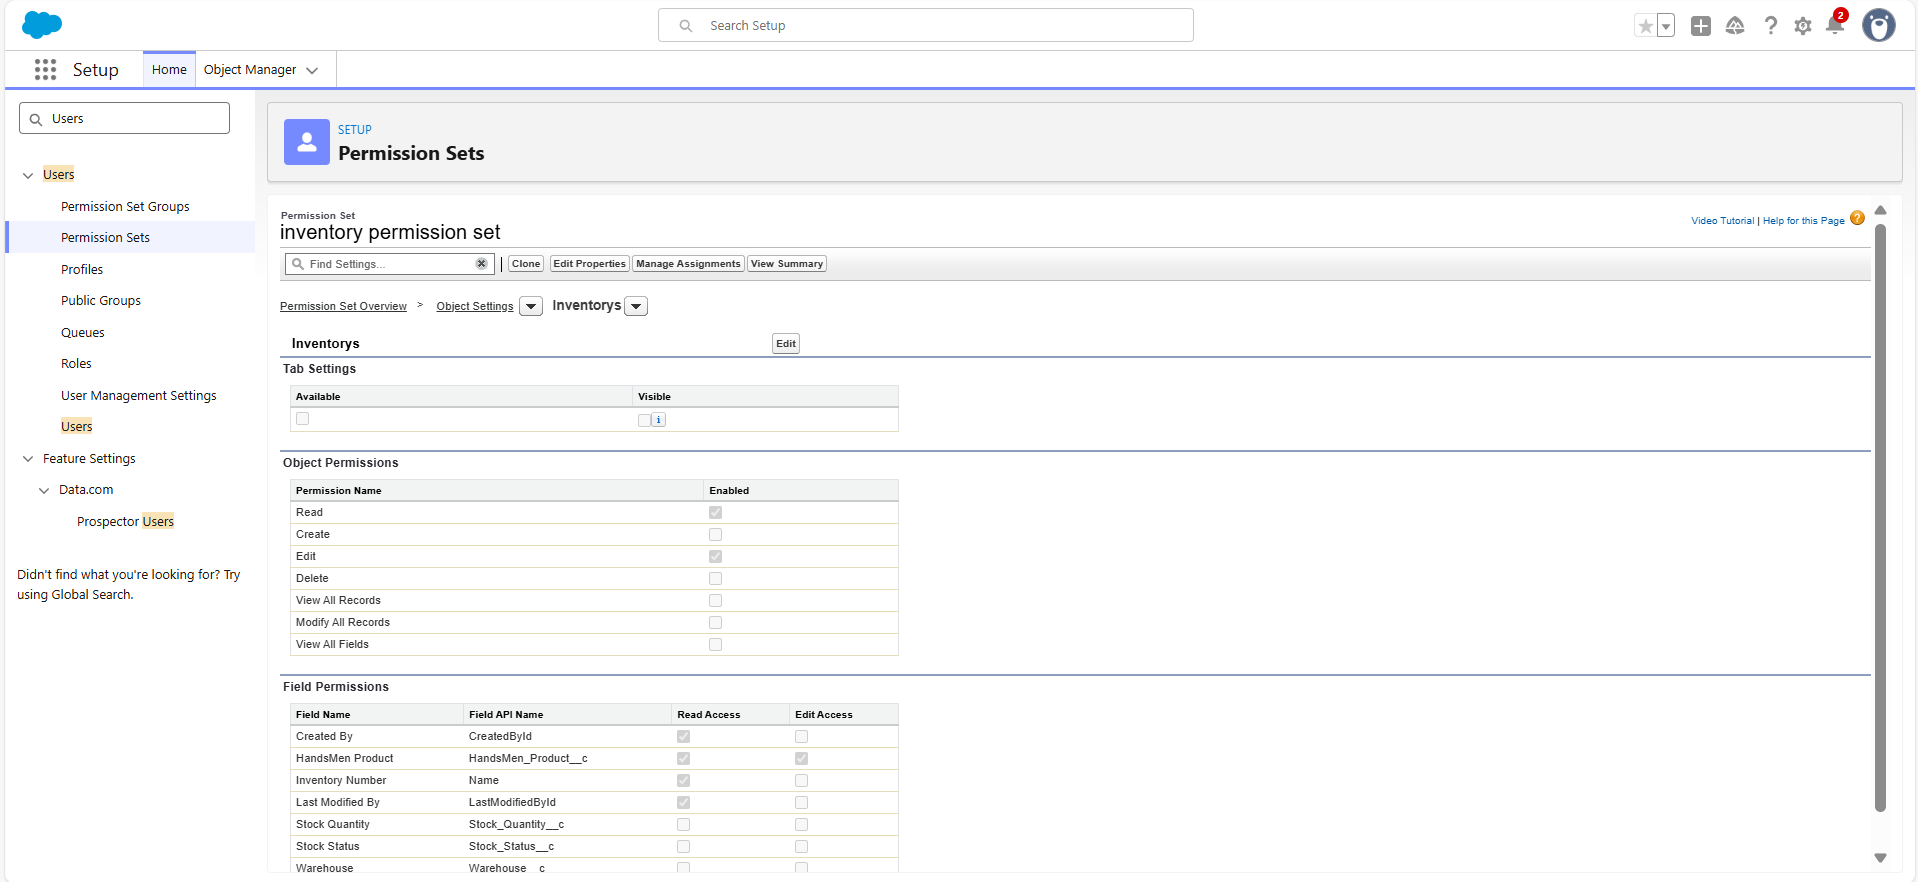 Search Setup
2
Setup
Home
Object Manager
Users
Users
Permission Set Groups
Permission Sets
Profiles
Public Groups
Queues
Roles
User Management Settings
Users
Feature Settings
Data.com
Prospector Users
Didn't find what you're looking for? Try
using Global Search.
SETUP
Permission Sets
Permission Set
inventory permission set
Video Tutorial | Help for this Page ?
Find Settings...
Clone
Edit Properties
Manage Assignments
View Summary
Permission Set Overview > Object Settings Inventorys
Inventorys Edit
Tab Settings
Available Visible
i
Object Permissions
Permission Name Enabled
Read
Create
Edit
Delete
View All Records
Modify All Records
View All Fields
Field Permissions
Field Name Field API Name Read Access Edit Access
Created By CreatedById
HandsMen Product HandsMen_Product__c
Inventory Number Name
Last Modified By LastModifiedById
Stock Quantity Stock_Quantity__c
Stock Status Stock_Status__c
Warehouse Warehouse__c